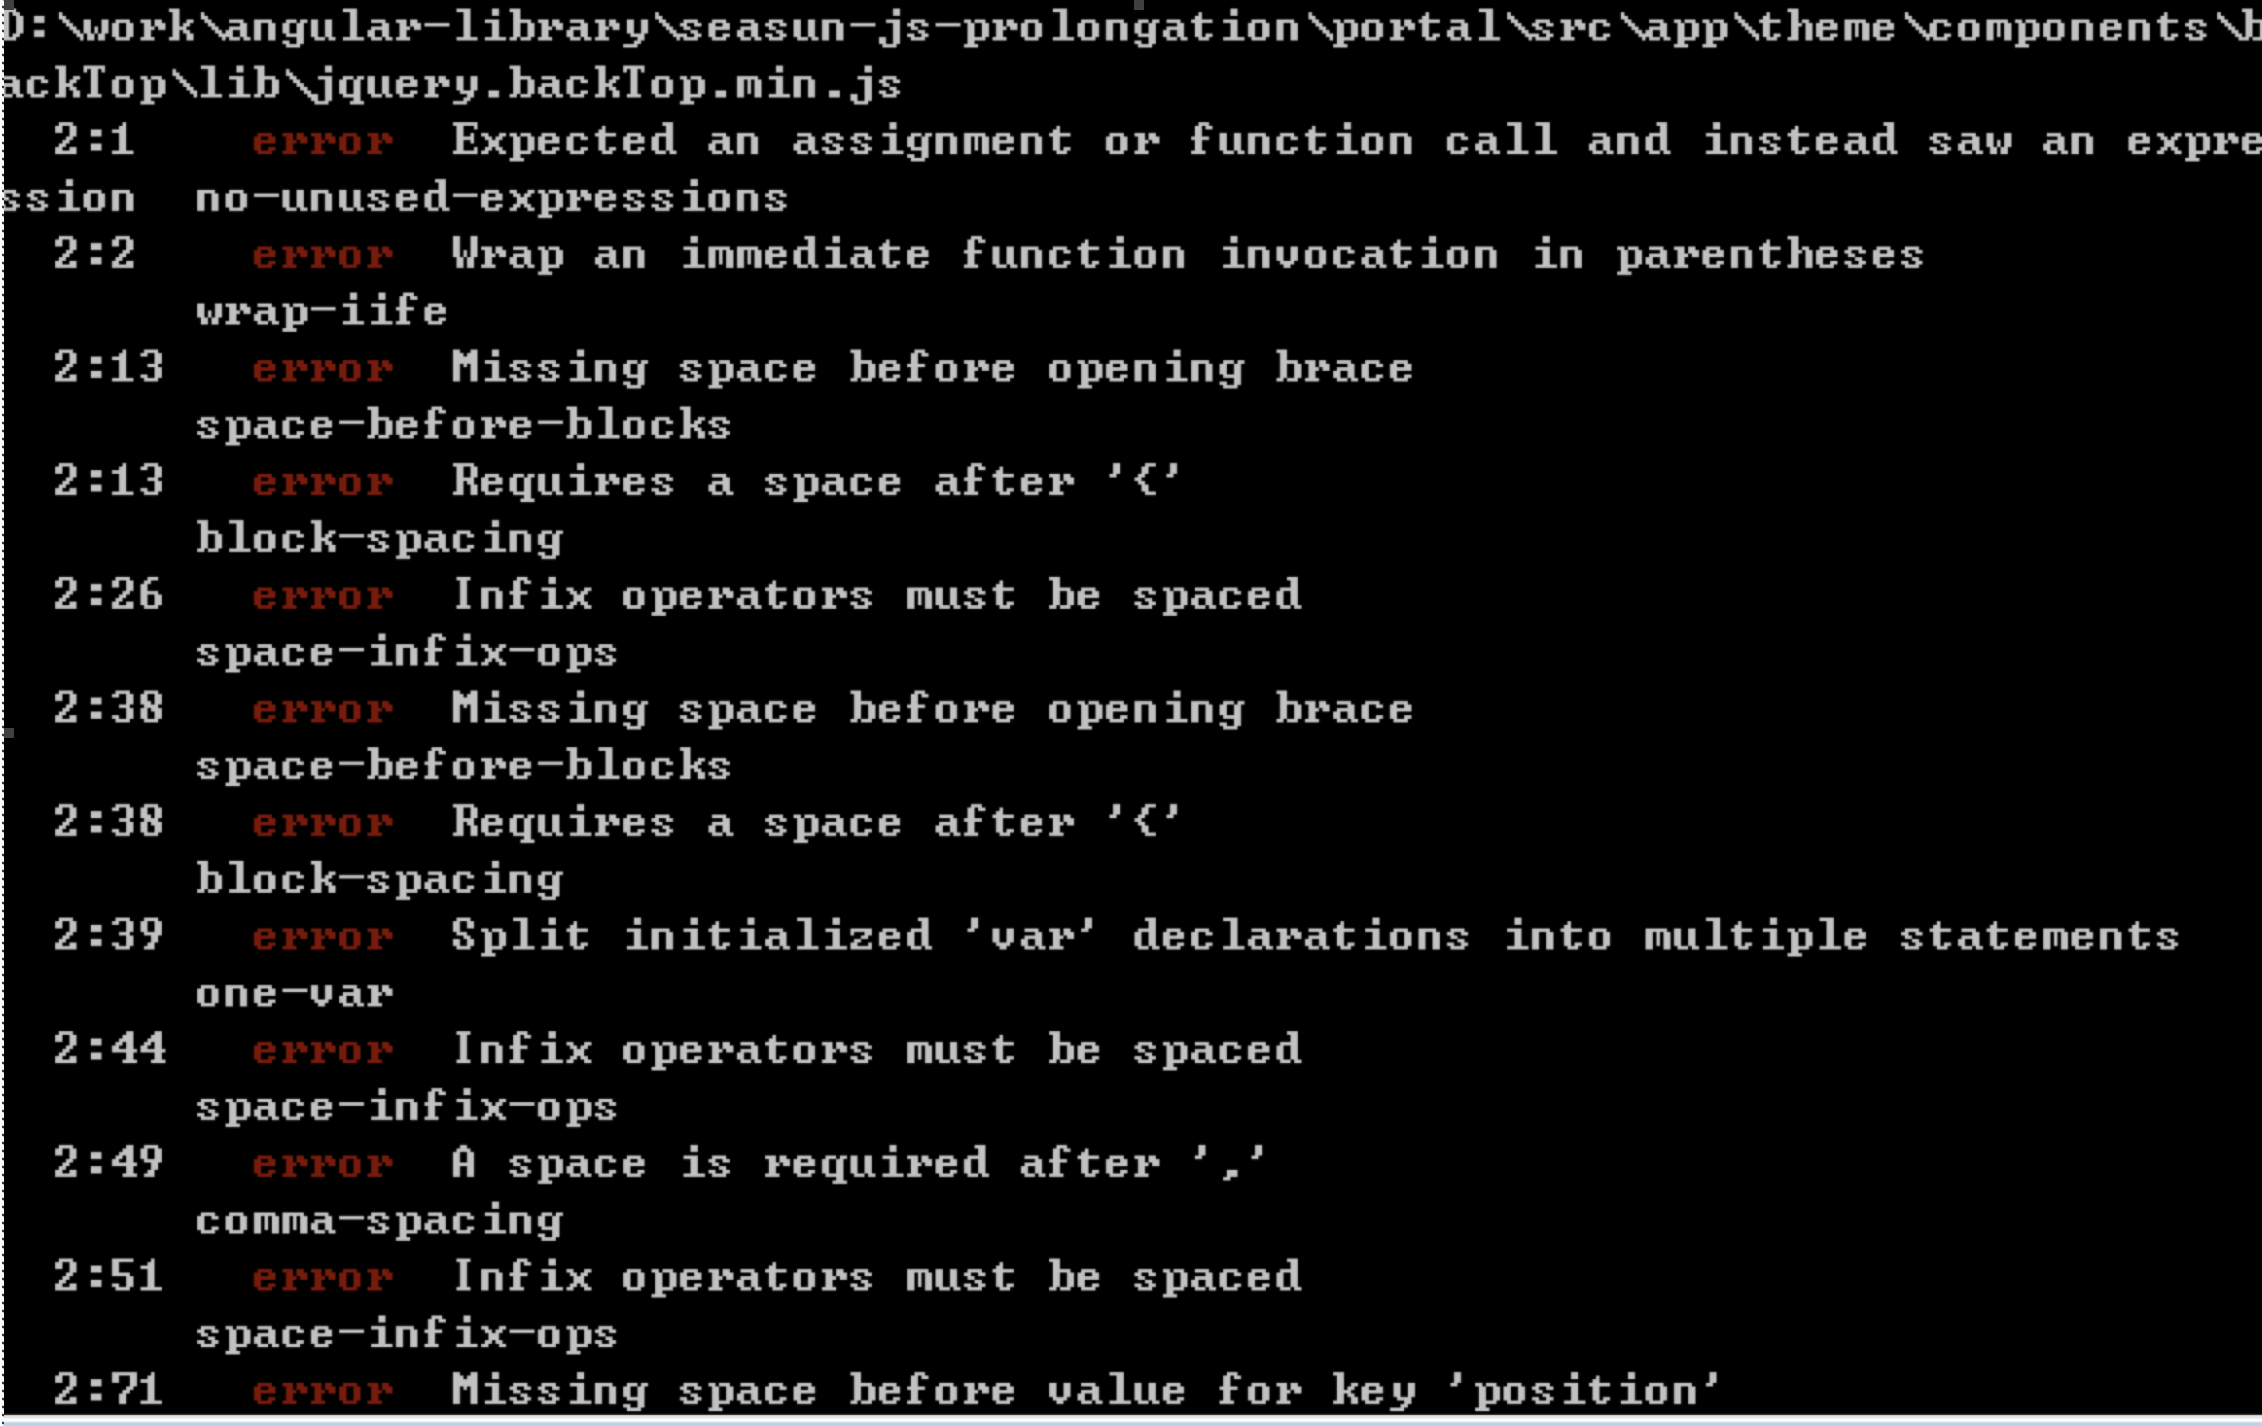 D:\work\angular-library\seasun-js-prolongation\portal\src\app\theme\components\b
ackTop\lib\jquery.backTop.min.js
2:1 error Expected an assignment or function call and instead saw an expre
ssion no-unused-expressions
2:2 error Wrap an immediate function invocation in parentheses
wrap-iife
2:13 error Missing space before opening brace
space-before-blocks
2:13 error Requires a space after '{'
block-spacing
2:26 error Infix operators must be spaced
space-infix-ops
2:38 error Missing space before opening brace
space-before-blocks
2:38 error Requires a space after '{'
block-spacing
2:39 error Split initialized 'var' declarations into multiple statements
one-var
2:44 error Infix operators must be spaced
space-infix-ops
2:49 error A space is required after ','
comma-spacing
2:51 error Infix operators must be spaced
space-infix-ops
2:71 error Missing space before value for key 'position'